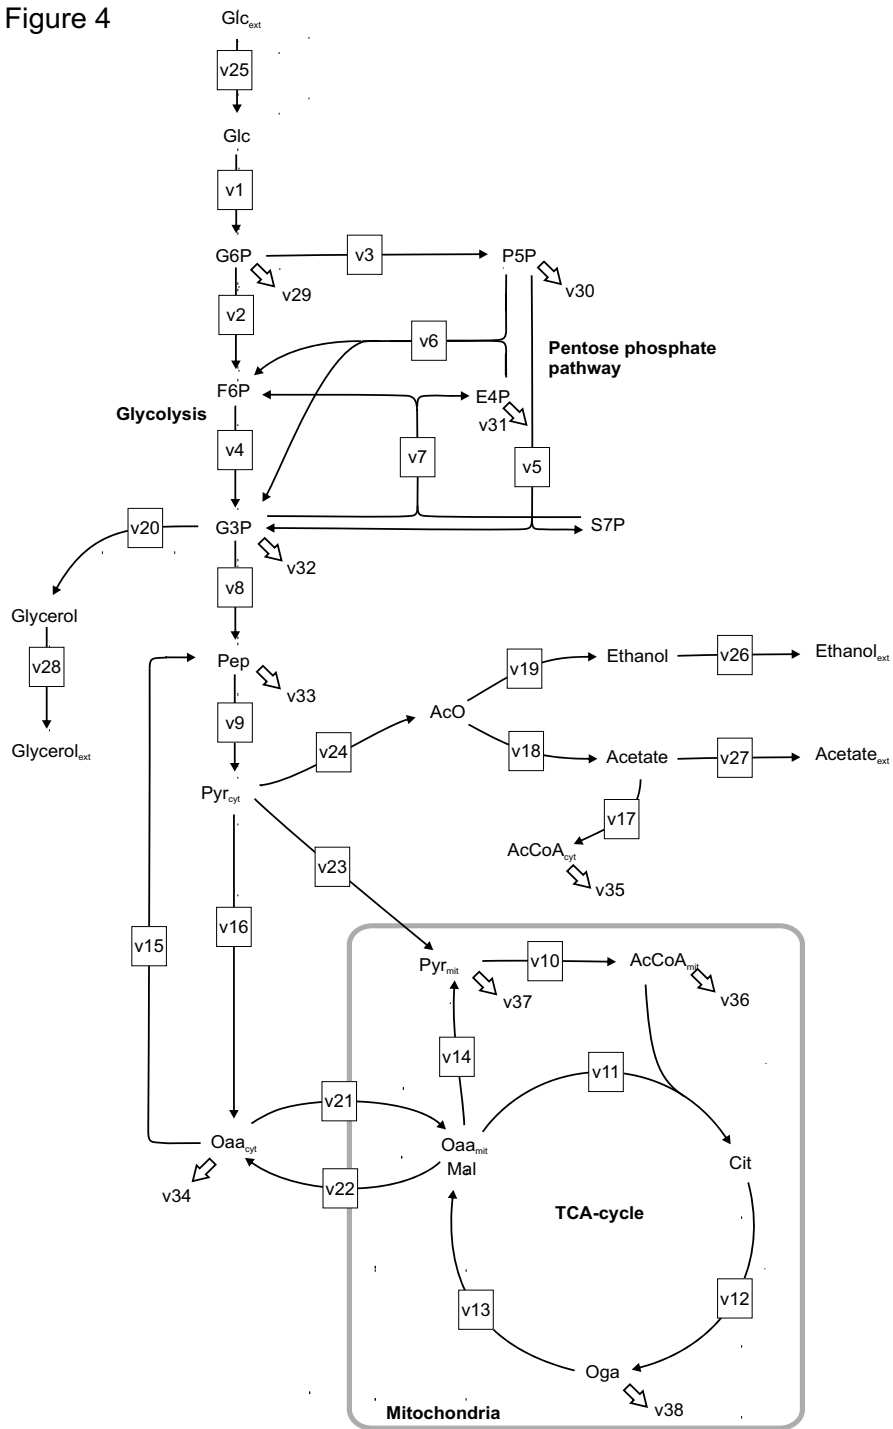 Figure 4
Glcext
v25
Glc
v1
G6P
v3
P5P
v29
v30
v2
v6
Pentose phosphate
pathway
F6P
E4P
Glycolysis
v31
v4
v7
v5
v20
G3P
S7P
v32
v8
Glycerol
v28
Pep
v19
Ethanol
v26
Ethanolext
v33
v9
AcO
Glycerolext
v24
v18
Acetate
v27
Acetateext
Pyrcyt
v17
AcCoAcyt
v23
v35
v16
v15
Pyrmit
v10
AcCoAmit
v37
v36
v14
v11
v21
Oaacyt
Oaamit
Mal
Cit
v34
v22
TCA-cycle
v13
v12
Oga
v38
Mitochondria